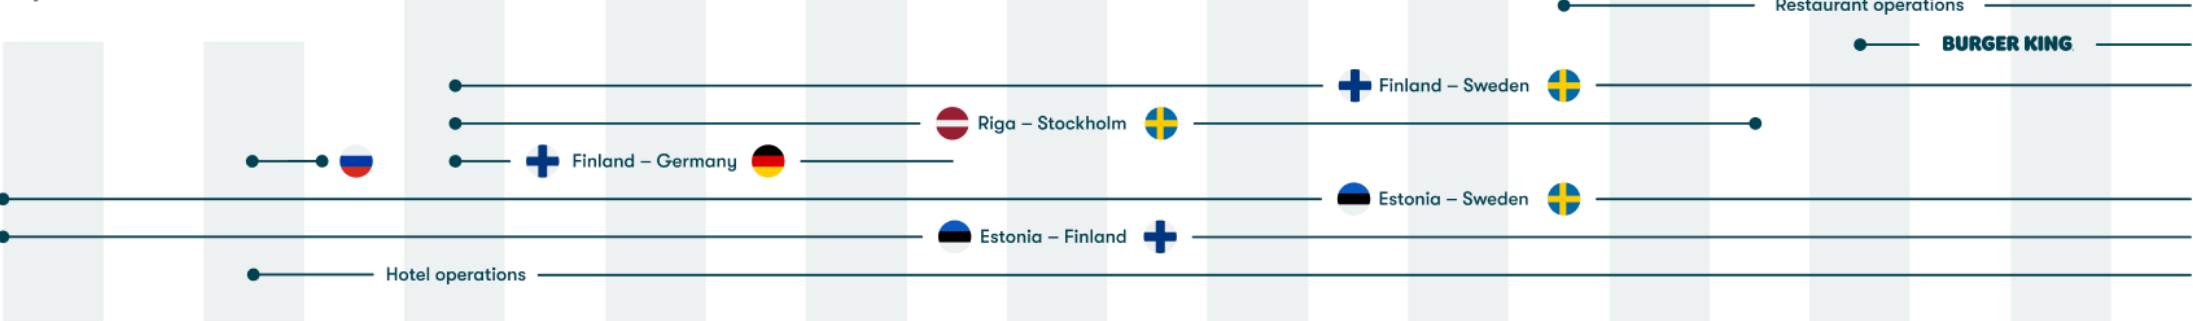 Restaurant operations
BURGER KING
Finland – Sweden
Riga – Stockholm
Finland – Germany
Estonia – Sweden
Estonia – Finland
Hotel operations